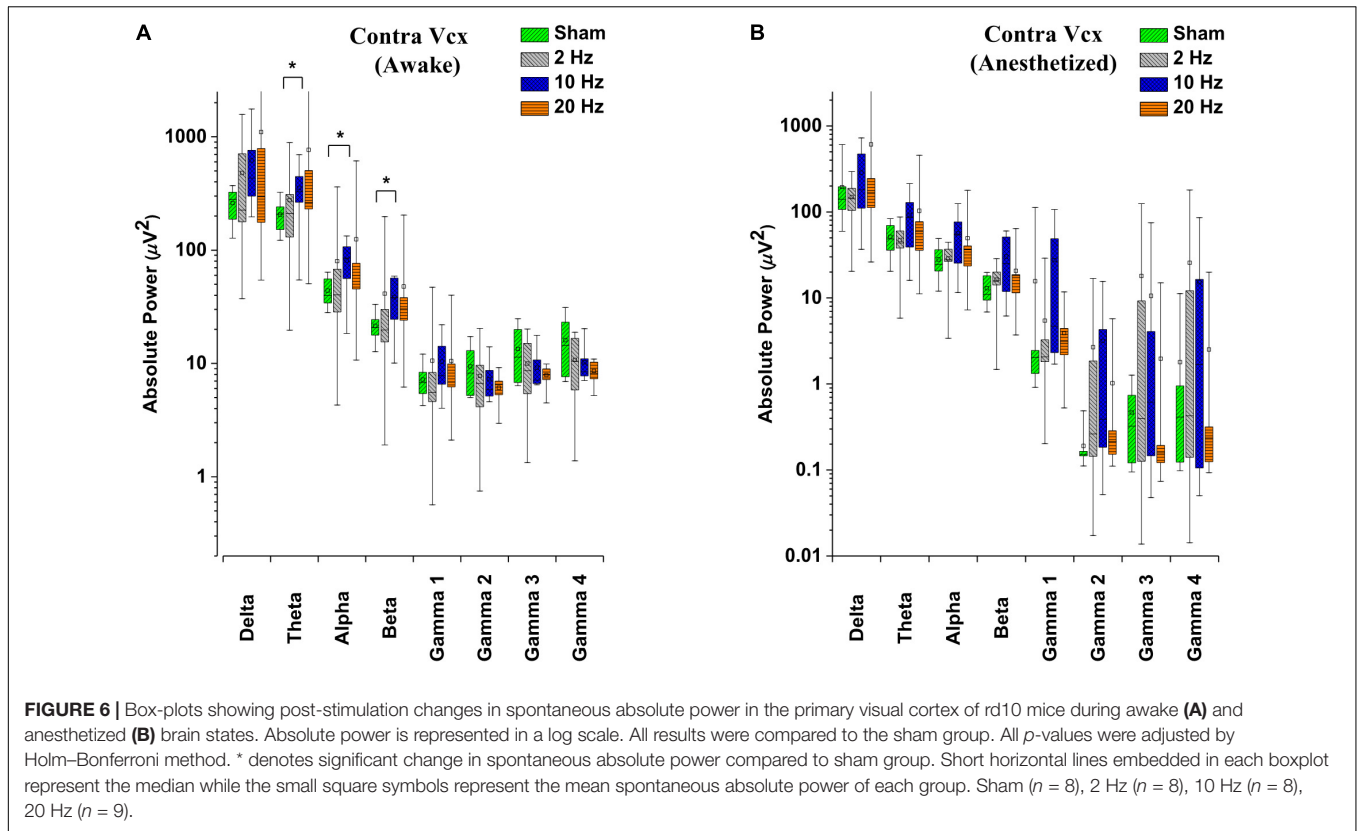 A
Contra Vcx
(Awake)
Sham
2 Hz
10 Hz
20 Hz
*
*
*
Absolute Power (μV²)
1000
100
10
1
Delta
Theta
Alpha
Beta
Gamma 1
Gamma 2
Gamma 3
Gamma 4
B
Contra Vcx
(Anesthetized)
Sham
2 Hz
10 Hz
20 Hz
Absolute Power (μV²)
1000
100
10
1
0.1
0.01
Delta
Theta
Alpha
Beta
Gamma 1
Gamma 2
Gamma 3
Gamma 4
FIGURE 6 | Box-plots showing post-stimulation changes in spontaneous absolute power in the primary visual cortex of rd10 mice during awake (A) and
anesthetized (B) brain states. Absolute power is represented in a log scale. All results were compared to the sham group. All p-values were adjusted by
Holm–Bonferroni method. * denotes significant change in spontaneous absolute power compared to sham group. Short horizontal lines embedded in each boxplot
represent the median while the small square symbols represent the mean spontaneous absolute power of each group. Sham (n = 8), 2 Hz (n = 8), 10 Hz (n = 8),
20 Hz (n = 9).